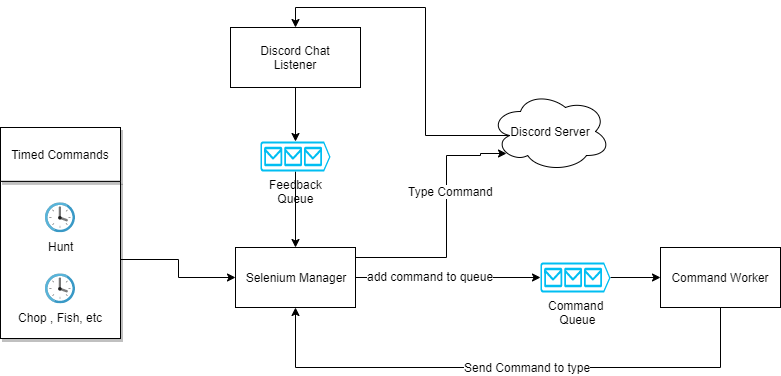 Discord Chat
Listener
Discord Server
Timed Commands
Feedback
Queue
Type Command
Hunt
Selenium Manager
add command to queue
Command Worker
Command
Queue
Chop , Fish, etc
Send Command to type